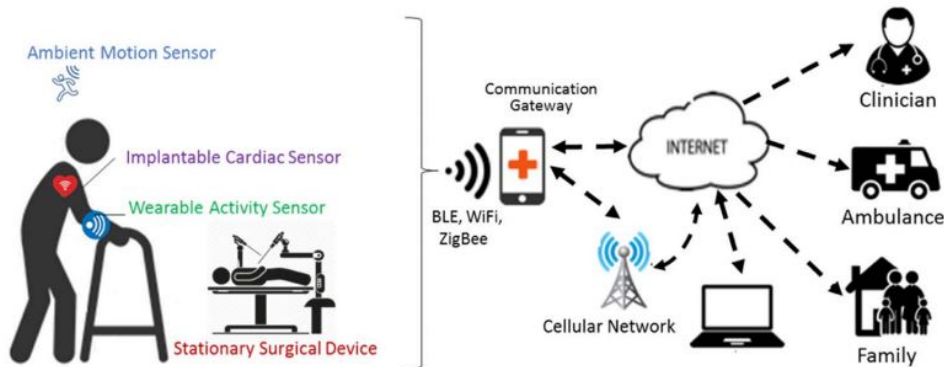 Ambient Motion Sensor
Implantable Cardiac Sensor
Wearable Activity Sensor
Stationary Surgical Device
Communication
Gateway
BLE, WiFi,
ZigBee
INTERNET
Cellular Network
Clinician
Ambulance
Family